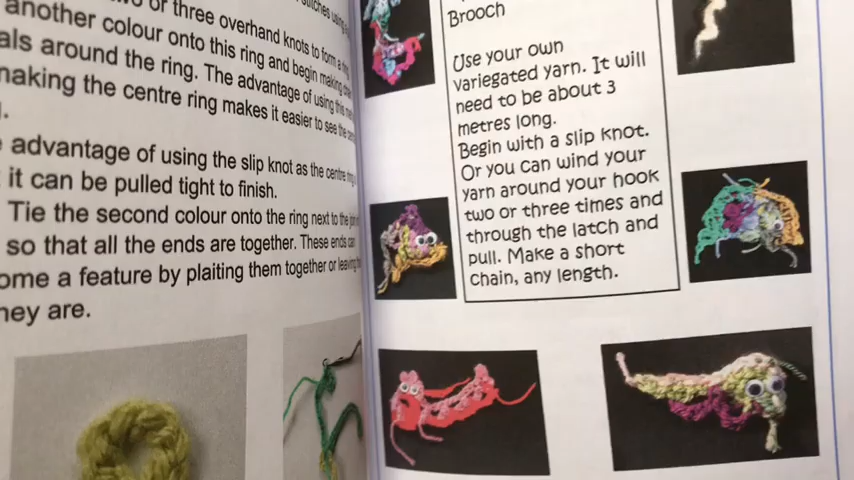 or three overhand knots to form a
another colour onto this ring and begin making
als around the ring. The advantage of using this
making the centre ring makes it easier to see the
advantage of using the slip knot as the centre
it can be pulled tight to finish.
Tie the second colour onto the ring next to the
so that all the ends are together. These ends
ome a feature by plaiting them together or leaving
hey are.
Brooch
Use your own
variegated yarn. It will
need to be about 3
metres long.
Begin with a slip knot.
Or you can wind your
yarn around your hook
two or three times and
through the latch and
pull. Make a short
chain, any length.